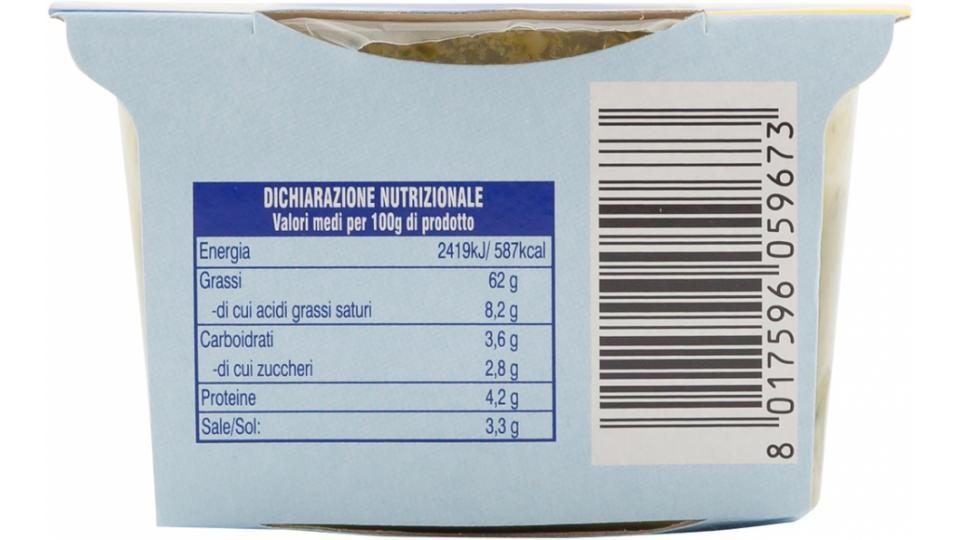 DICHIARAZIONE NUTRIZIONALE
Valori medi per 100g di prodotto
Energia 2419kJ/ 587kcal
Grassi 62 g
-di cui acidi grassi saturi 8,2 g
Carboidrati 3,6 g
-di cui zuccheri 2,8 g
Proteine 4,2 g
Sale/Sol: 3,3 g
8 017596 059673